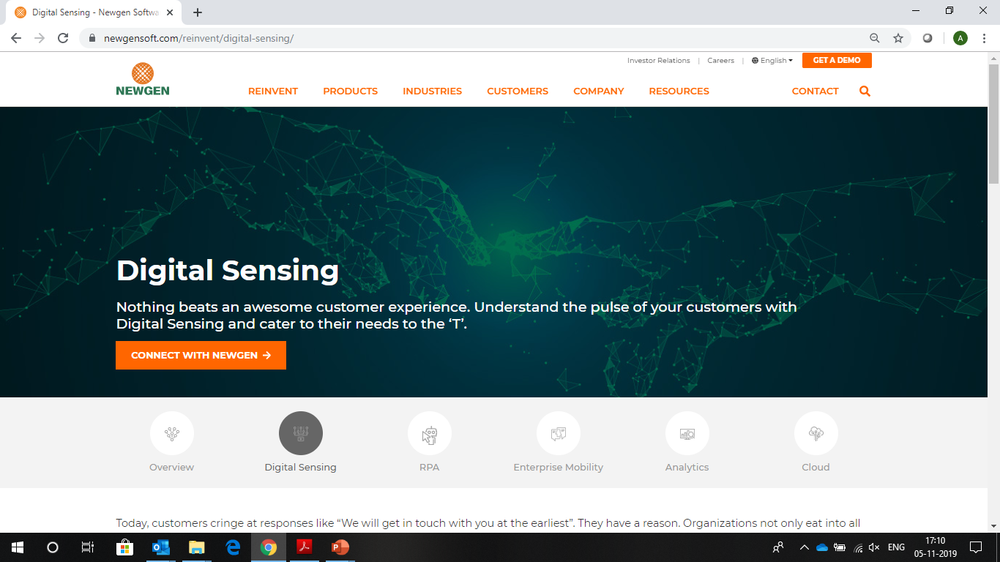 Digital Sensing - Newgen Softwa
newgensoft.com/reinvent/digital-sensing/
A
Investor Relations | Careers | English GET A DEMO
NEWGEN
REINVENT PRODUCTS INDUSTRIES CUSTOMERS COMPANY RESOURCES CONTACT
Digital Sensing
Nothing beats an awesome customer experience. Understand the pulse of your customers with
Digital Sensing and cater to their needs to the ‘T’.
CONNECT WITH NEWGEN →
Overview Digital Sensing RPA Enterprise Mobility Analytics Cloud
Today, customers cringe at responses like “We will get in touch with you at the earliest”. They have a reason. Organizations not only eat into all
ENG
17:10
05-11-2019